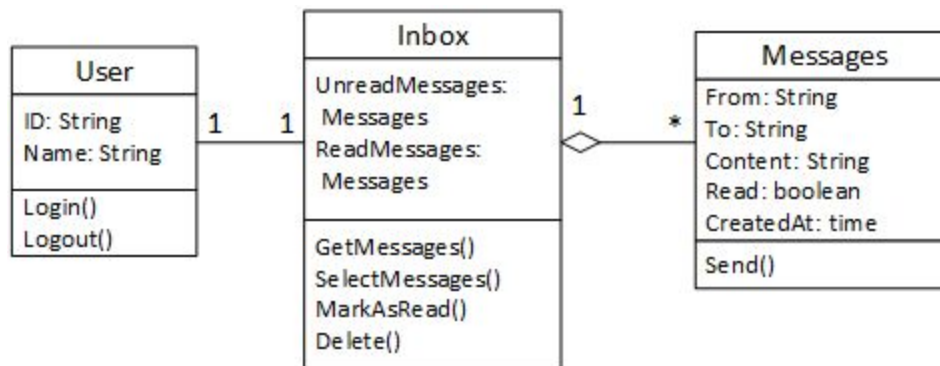 User
ID: String
Name: String
Login()
Logout()
1
1
Inbox
UnreadMessages:
Messages
ReadMessages:
Messages
GetMessages()
SelectMessages()
MarkAsRead()
Delete()
1
*
Messages
From: String
To: String
Content: String
Read: boolean
CreatedAt: time
Send()